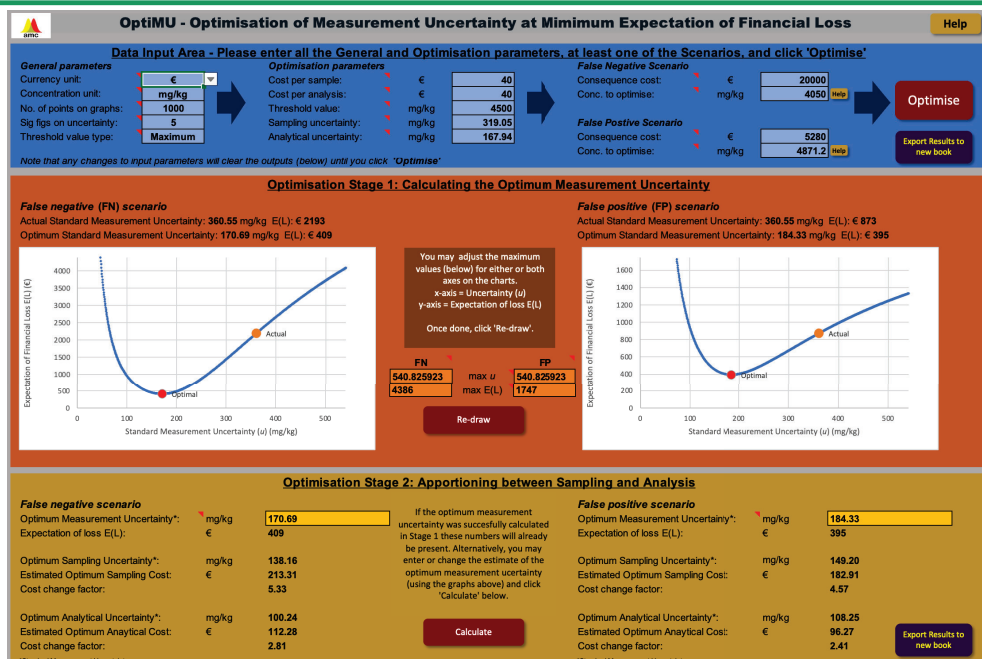 OptiMU - Optimisation of Measurement Uncertainty at Mimimum Expectation of Financial Loss
amc
Help
Data Input Area - Please enter all the General and Optimisation parameters, at least one of the Scenarios, and click 'Optimise'
General parameters
Currency unit: €
Concentration unit: mg/kg
No. of points on graphs: 1000
Sig figs on uncertainty: 5
Threshold value type: Maximum
Optimisation parameters
Cost per sample: € 40
Cost per analysis: € 40
Threshold value: mg/kg 4500
Sampling uncertainty: mg/kg 319.05
Analytical uncertainty: mg/kg 167.94
False Negative Scenario
Consequence cost: € 20000
Conc. to optimise: mg/kg 4050 Help
False Postive Scenario
Consequence cost: € 5280
Conc. to optimise: mg/kg 4871.2 Help
Optimise
Export Results to
new book
Note that any changes to input parameters will clear the outputs (below) until you click 'Optimise'
Optimisation Stage 1: Calculating the Optimum Measurement Uncertainty
False negative (FN) scenario
Actual Standard Measurement Uncertainty: 360.55 mg/kg E(L): € 2193
Optimum Standard Measurement Uncertainty: 170.69 mg/kg E(L): € 409
Expectation of Financial Loss E(L) (€)
4000
3500
3000
2500
2000
1500
1000
500
0
Actual
Optimal
0 100 200 300 400 500
Standard Measurement Uncertainty (u) (mg/kg)
You may adjust the maximum
values (below) for either or both
axes on the charts.
x-axis = Uncertainty (u)
y-axis = Expectation of loss E(L)
Once done, click 'Re-draw'.
FN FP
540.825923 max u 540.825923
4386 max E(L) 1747
Re-draw
False positive (FP) scenario
Actual Standard Measurement Uncertainty: 360.55 mg/kg E(L): € 873
Optimum Standard Measurement Uncertainty: 184.33 mg/kg E(L): € 395
Expectation of Financial Loss E(L) (€)
1600
1400
1200
1000
800
600
400
200
0
Actual
Optimal
0 100 200 300 400 500
Standard Measurement Uncertainty (u) (mg/kg)
Optimisation Stage 2: Apportioning between Sampling and Analysis
False negative scenario
Optimum Measurement Uncertainty*: mg/kg 170.69
Expectation of loss E(L): € 409
Optimum Sampling Uncertainty*: mg/kg 138.16
Estimated Optimum Sampling Cost: € 213.31
Cost change factor: 5.33
Optimum Analytical Uncertainty*: mg/kg 100.24
Estimated Optimum Anaytical Cost: € 112.28
Cost change factor: 2.81
If the optimum measurement
uncertainty was succesfully calculated
in Stage 1 these numbers will already
be present. Alternatively, you may
enter or change the estimate of the
optimum measurement ucertainty
(using the graphs above) and click
'Calculate' below.
Calculate
False positive scenario
Optimum Measurement Uncertainty*: mg/kg 184.33
Expectation of loss E(L): € 395
Optimum Sampling Uncertainty*: mg/kg 149.20
Estimated Optimum Sampling Cost: € 182.91
Cost change factor: 4.57
Optimum Analytical Uncertainty*: mg/kg 108.25
Estimated Optimum Anaytical Cost: € 96.27
Cost change factor: 2.41
Export Results to
new book